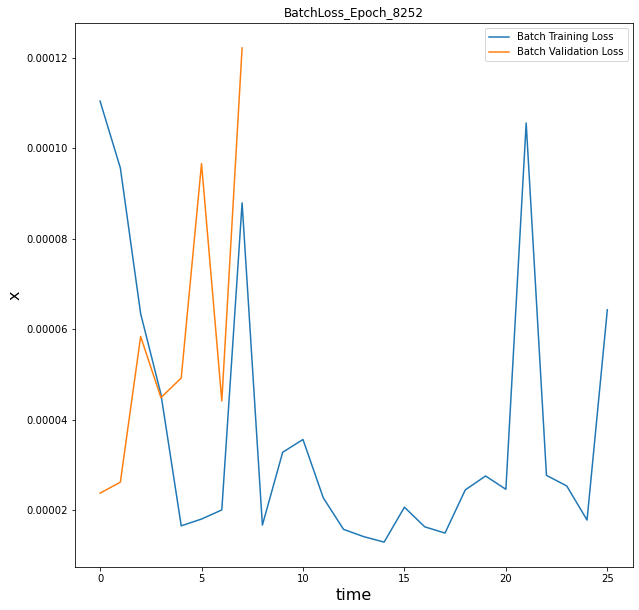 BatchLoss_Epoch_8252
Batch Training Loss
Batch Validation Loss
0.00012
0.00010
0.00008
0.00006
0.00004
0.00002
x
0 5 10 15 20 25
time